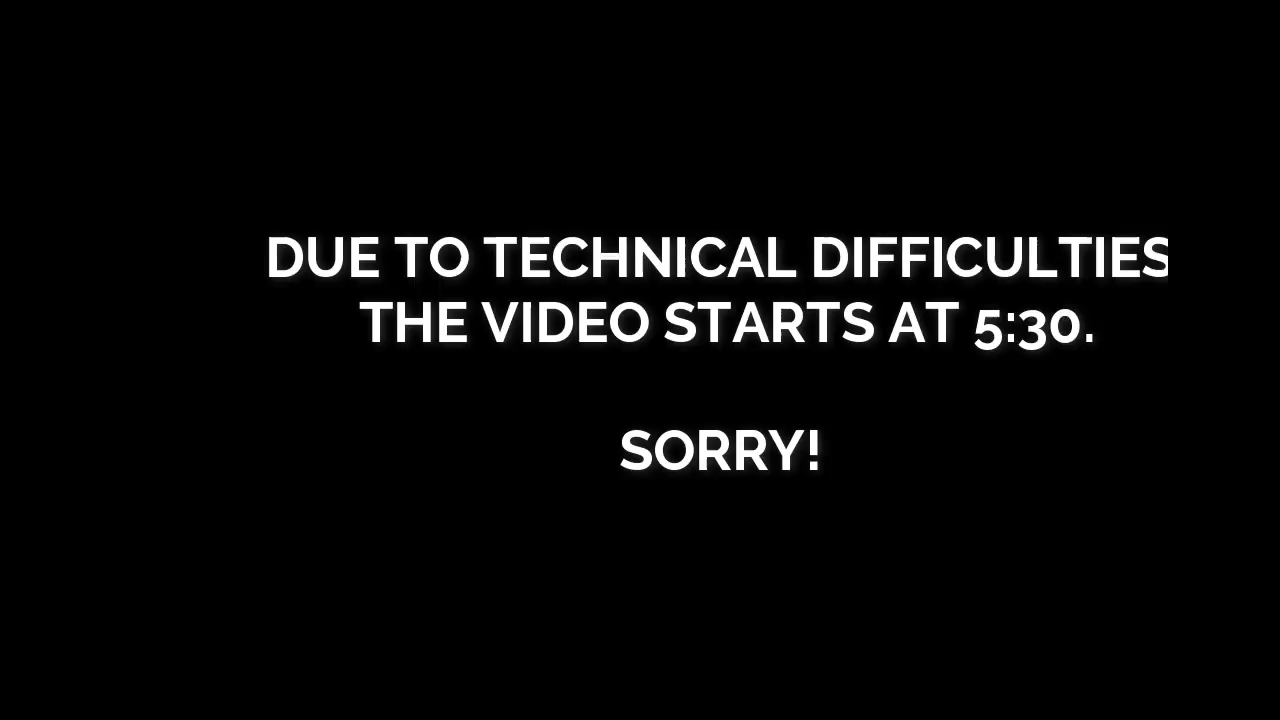 DUE TO TECHNICAL DIFFICULTIES
THE VIDEO STARTS AT 5:30.
SORRY!